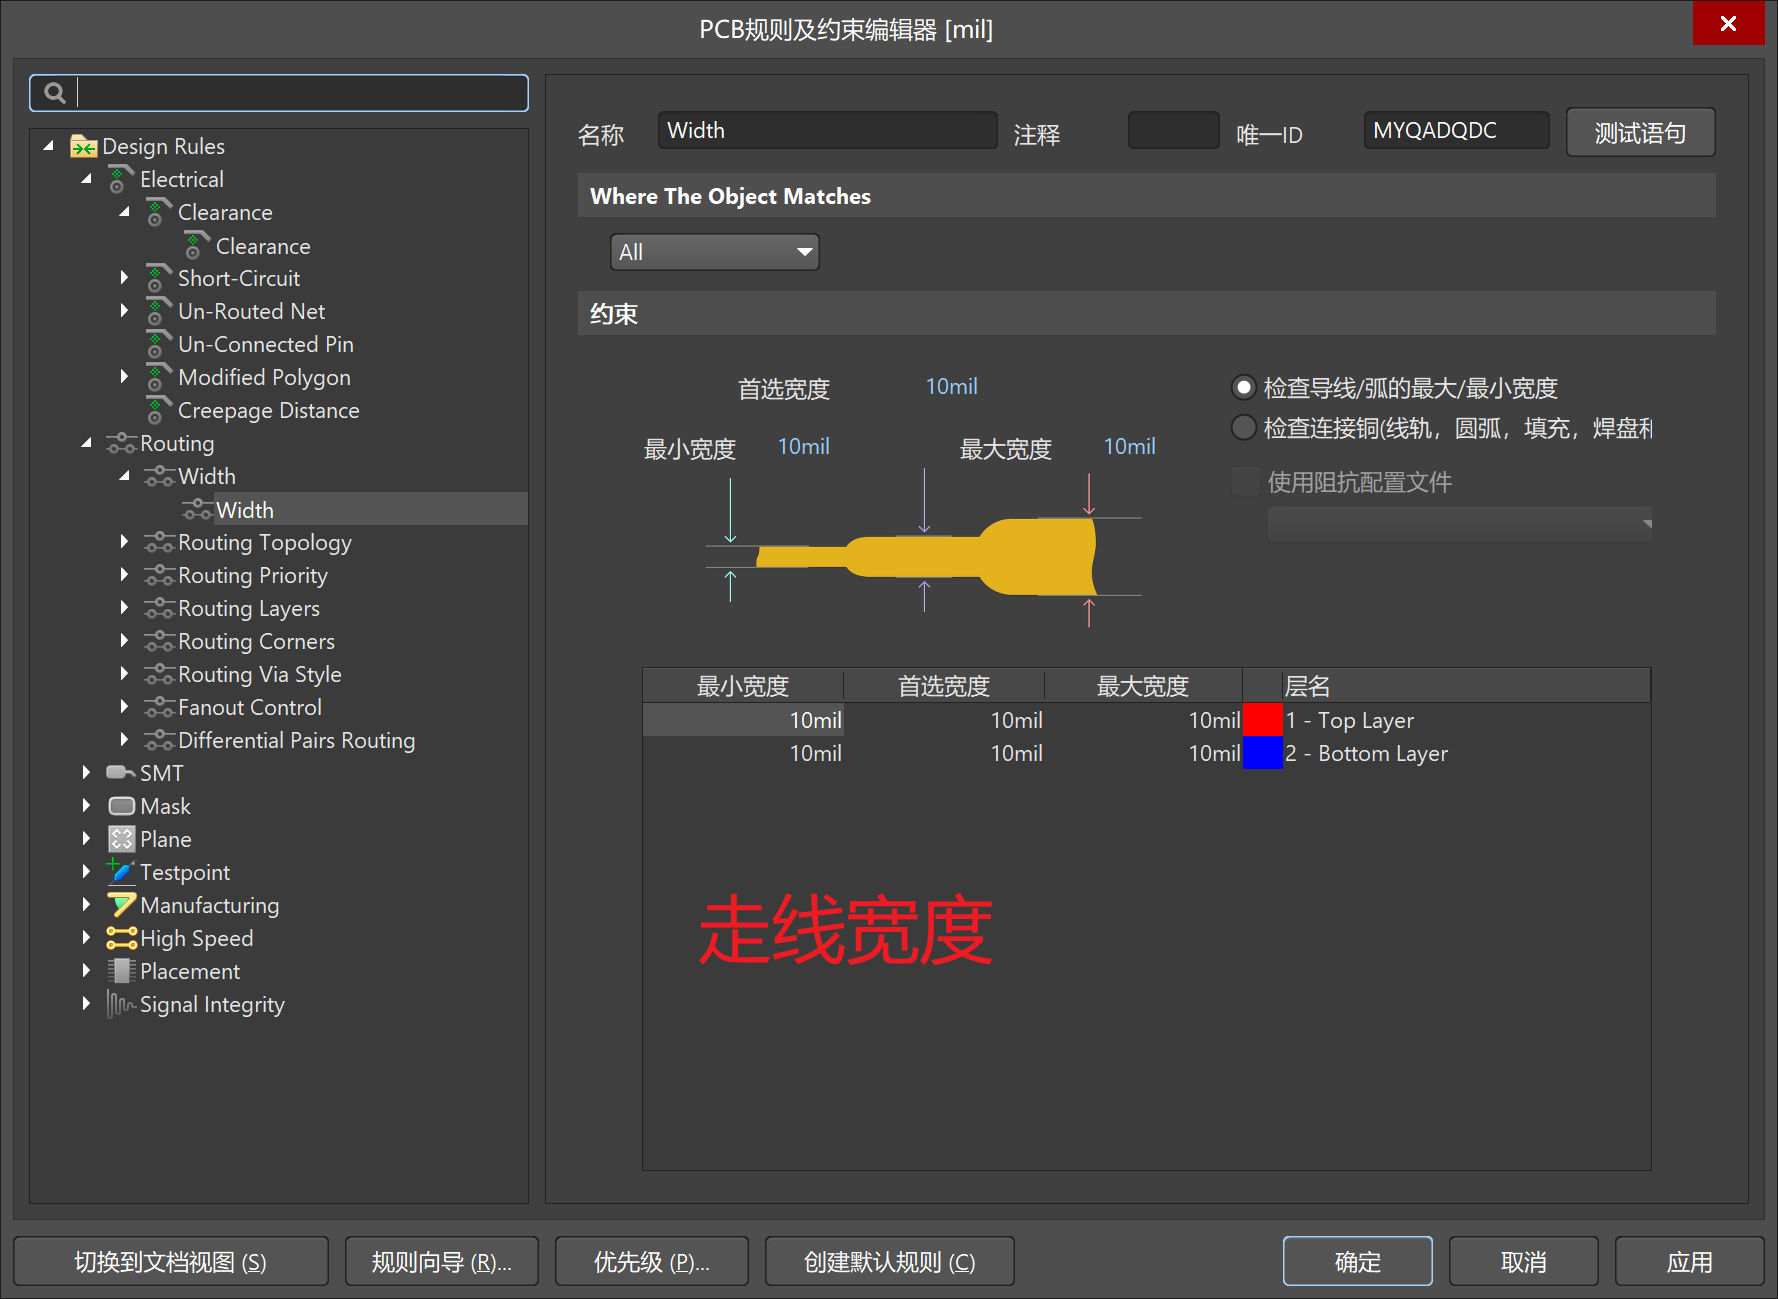 PCB规则及约束编辑器 [mil]
Design Rules
Electrical
Clearance
Clearance
Short-Circuit
Un-Routed Net
Un-Connected Pin
Modified Polygon
Creepage Distance
Routing
Width
Width
Routing Topology
Routing Priority
Routing Layers
Routing Corners
Routing Via Style
Fanout Control
Differential Pairs Routing
SMT
Mask
Plane
Testpoint
Manufacturing
High Speed
Placement
Signal Integrity
名称 Width 注释 唯一ID MYQADQDC 测试语句
Where The Object Matches
All
约束
首选宽度 10mil
最小宽度 10mil 最大宽度 10mil
检查导线/弧的最大/最小宽度
检查连接铜(线轨，圆弧，填充，焊盘和
使用阻抗配置文件
最小宽度 首选宽度 最大宽度 层名
10mil 10mil 10mil 1 - Top Layer
10mil 10mil 10mil 2 - Bottom Layer
走线宽度
切换到文档视图 (S) 规则向导 (R)... 优先级 (P)... 创建默认规则 (C) 确定 取消 应用